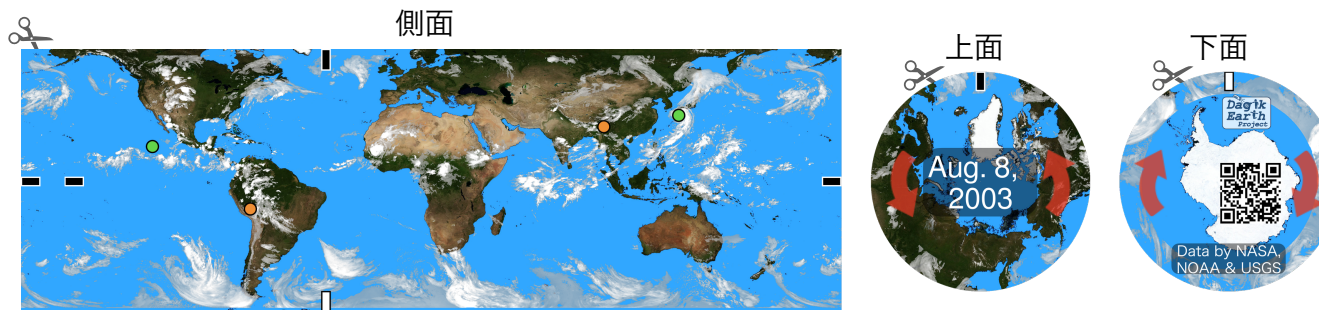 側面
上面
下面
Aug. 8,
2003
Dagik
Earth
Project
Data by NASA,
NOAA & USGS